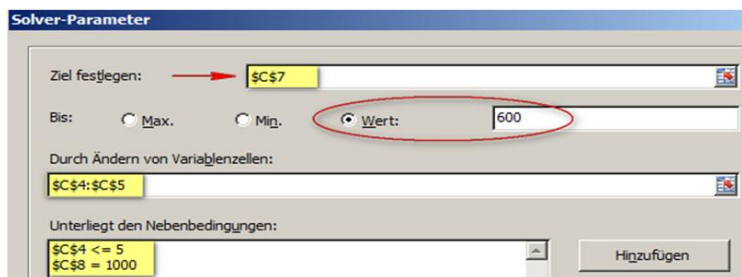 Solver-Parameter
Ziel festlegen: $C$7
Bis: Max. Min. Wert: 600
Durch Ändern von Variablenzellen:
$C$4:$C$5
Unterliegt den Nebenbedingungen:
$C$4 <= 5
$C$8 = 1000
Hinzufügen